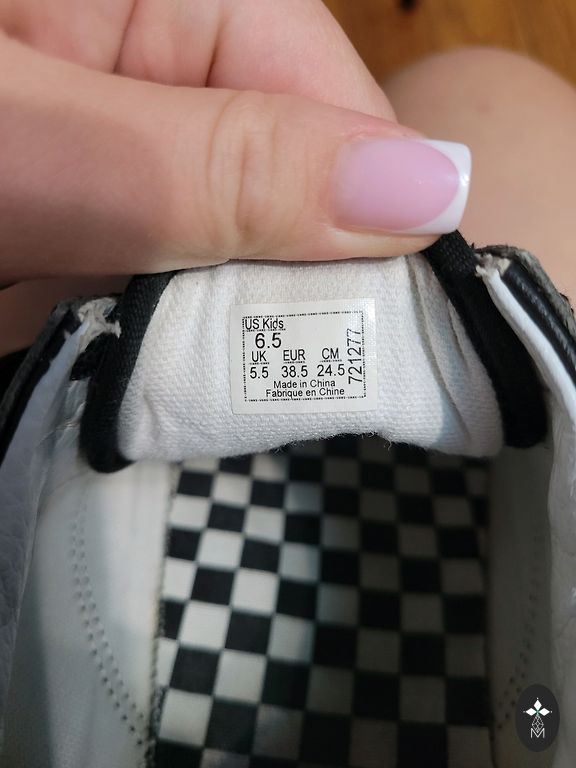 US Kids
6.5
UK EUR CM
5.5 38.5 24.5
Made in China
Fabrique en Chine
721277
M